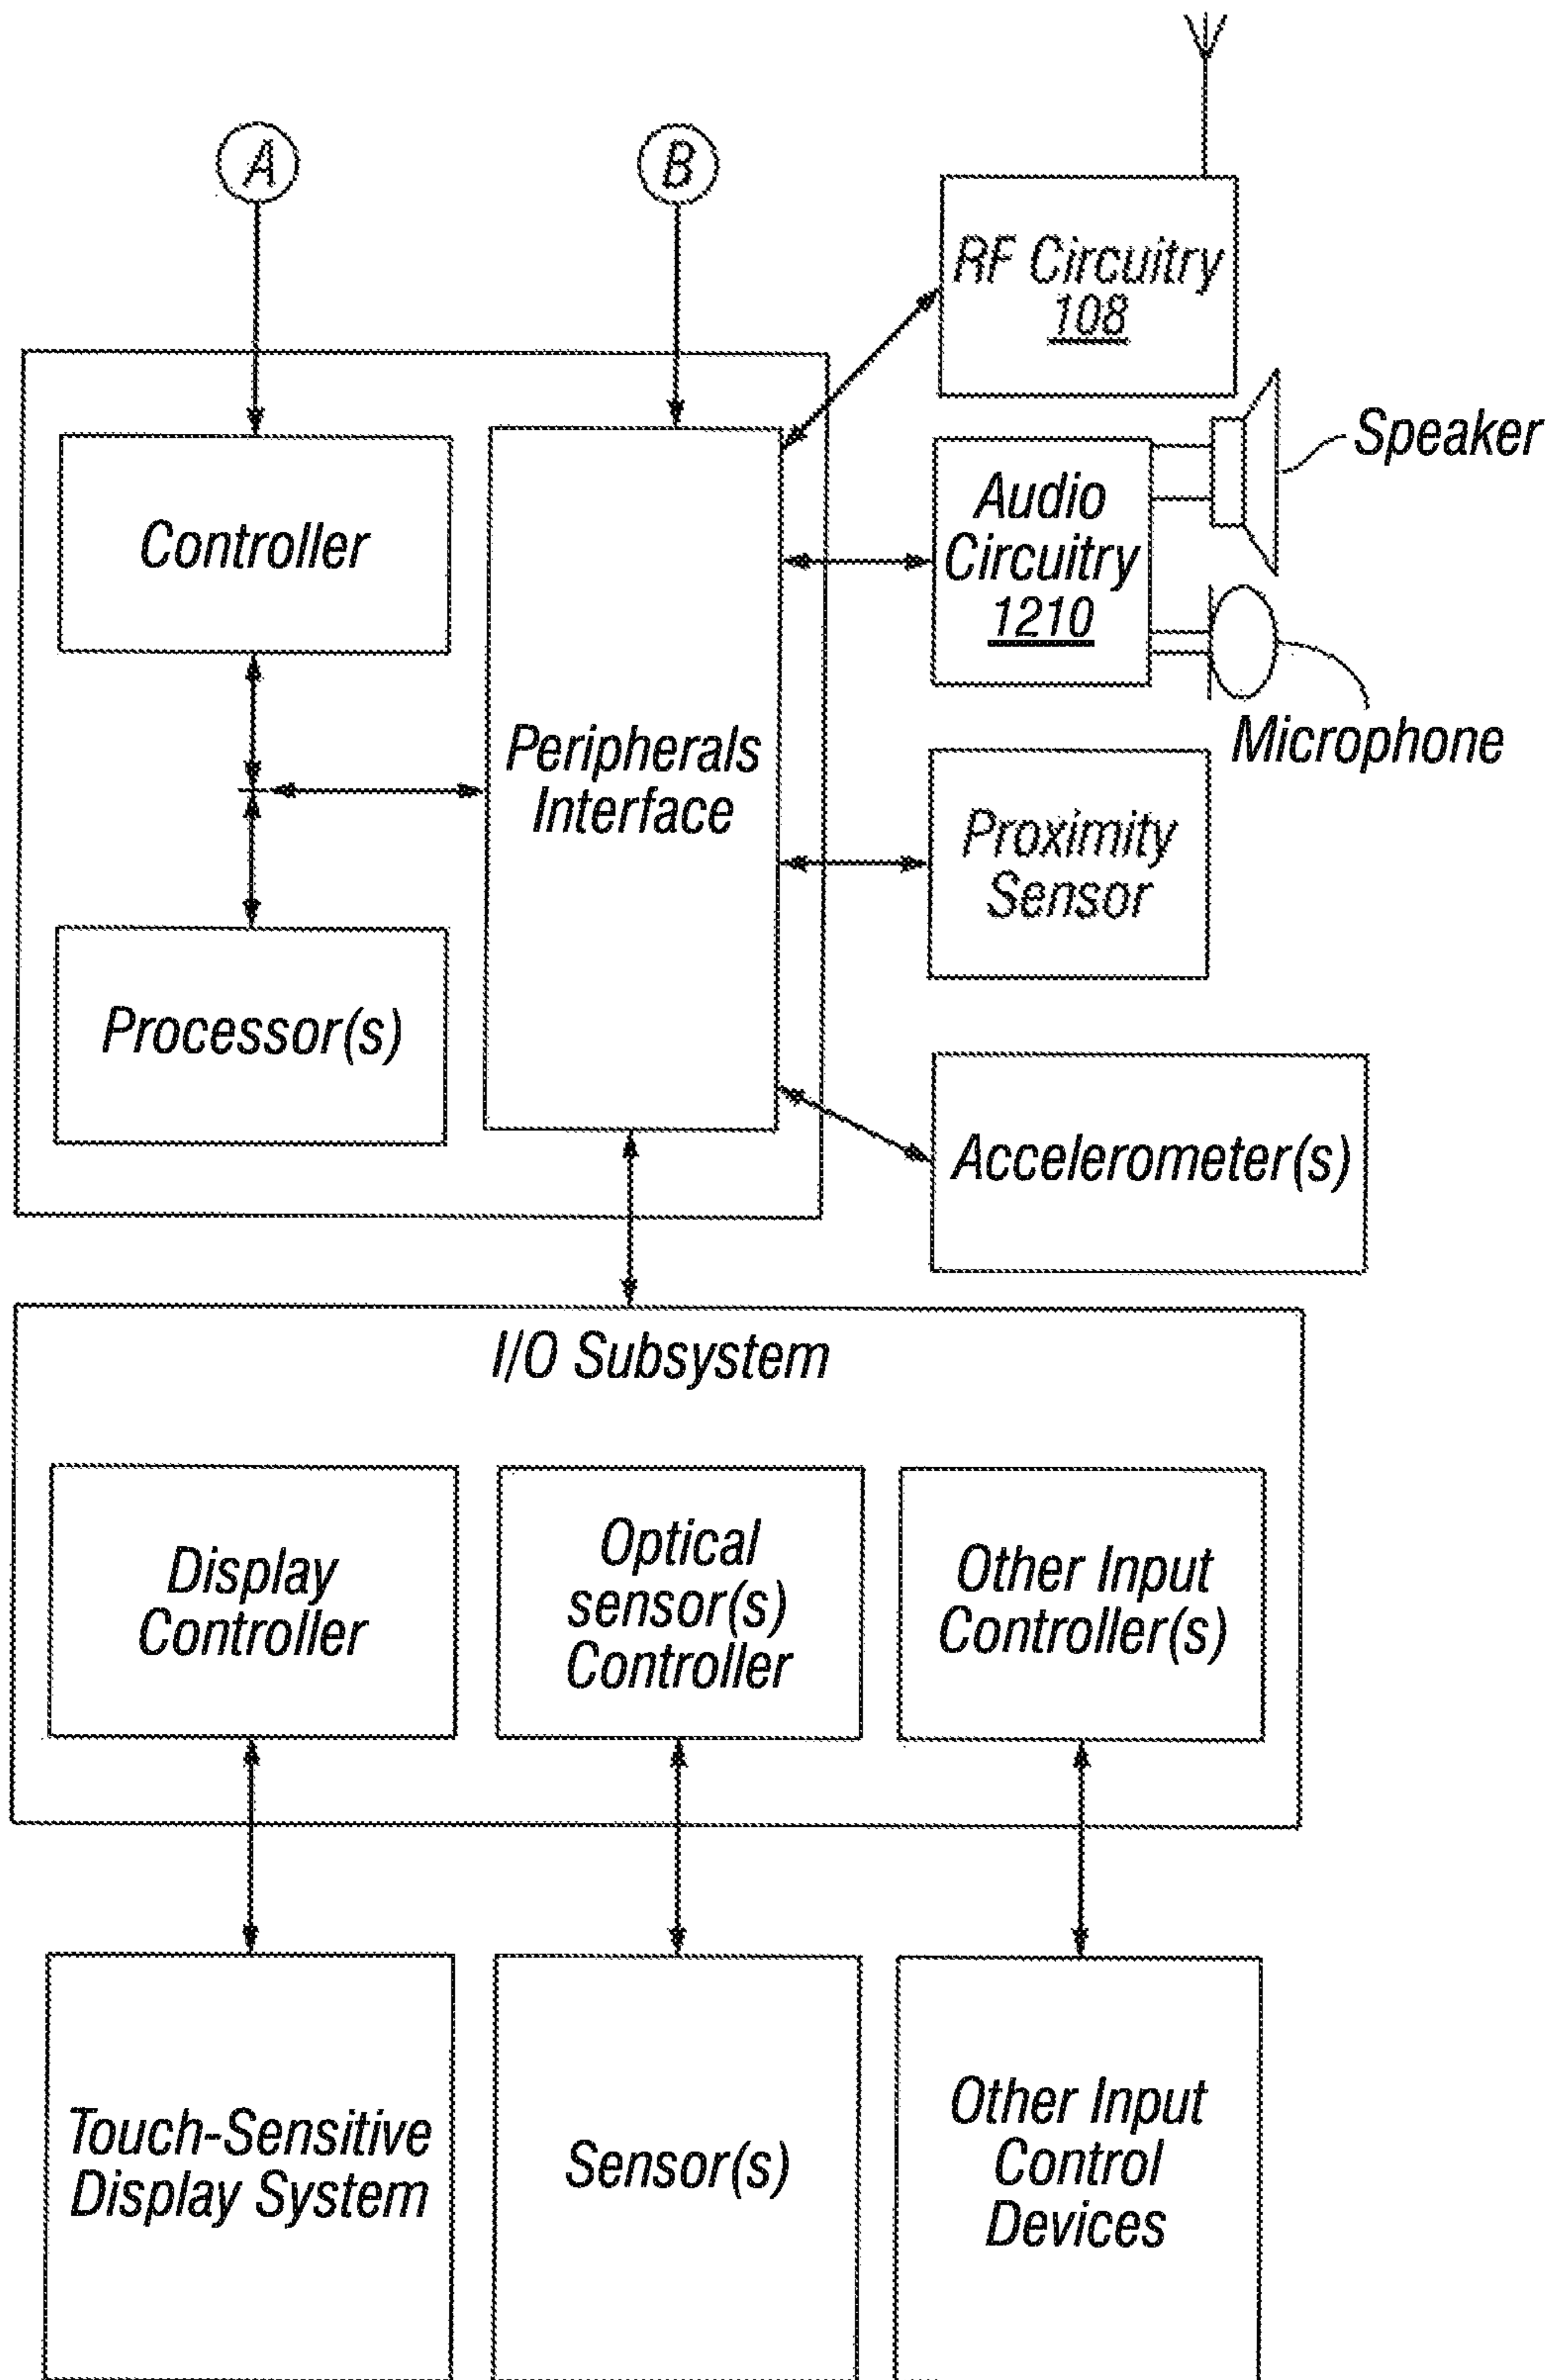 A
B
RF Circuitry
108
Speaker
Audio
Circuitry
1210
Microphone
Controller
Peripherals
Interface
Proximity
Sensor
Processor(s)
Accelerometer(s)
I/O Subsystem
Display
Controller
Optical
sensor(s)
Controller
Other Input
Controller(s)
Touch-Sensitive
Display System
Sensor(s)
Other Input
Control
Devices